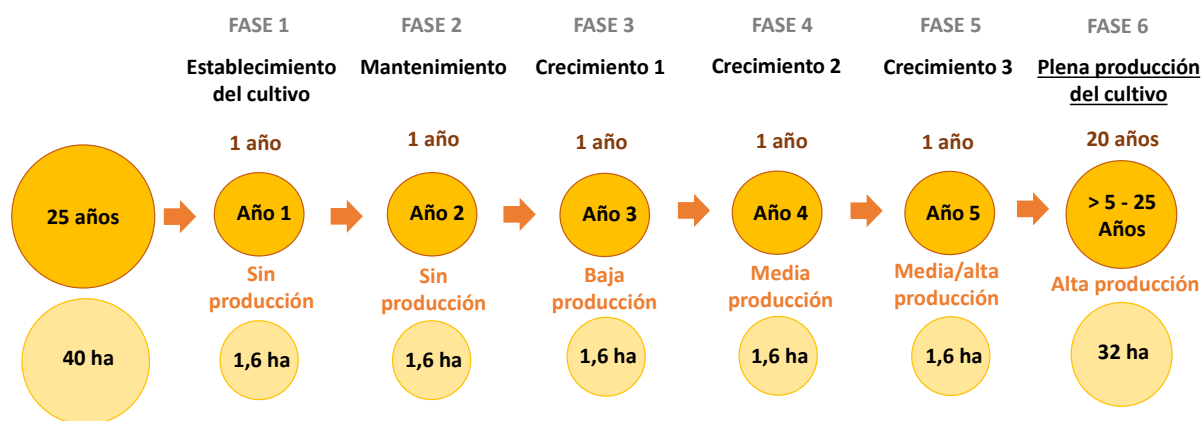 FASE 1
FASE 2
FASE 3
FASE 4
FASE 5
FASE 6
Establecimiento
del cultivo
Mantenimiento
Crecimiento 1
Crecimiento 2
Crecimiento 3
Plena producción
del cultivo
1 año
1 año
1 año
1 año
1 año
20 años
25 años
Año 1
Año 2
Año 3
Año 4
Año 5
> 5 - 25
Años
Sin
producción
Sin
producción
Baja
producción
Media
producción
Media/alta
producción
Alta producción
40 ha
1,6 ha
1,6 ha
1,6 ha
1,6 ha
1,6 ha
32 ha